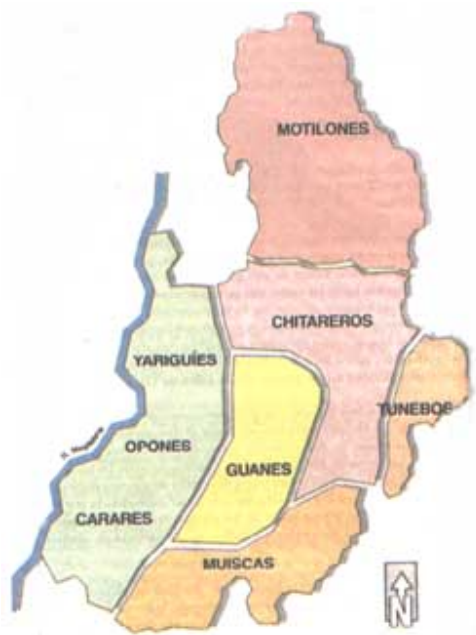 MOTILONES
CHITAREROS
YARIGUÍES
TUNEBOS
OPONES
GUANES
CARARES
MUISCAS
N